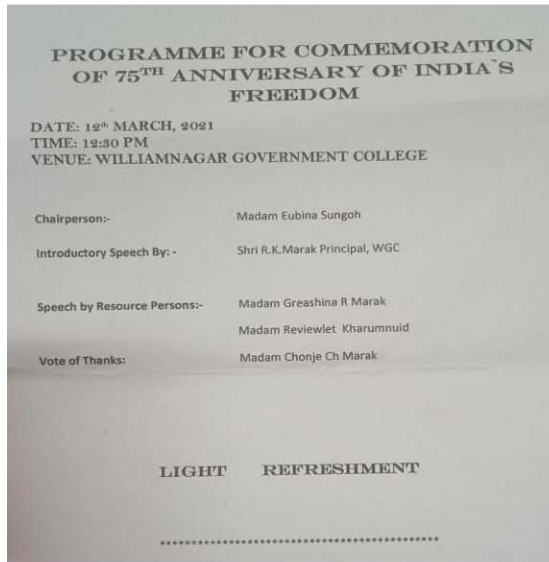 PROGRAMME FOR COMMEMORATION
OF 75TH ANNIVERSARY OF INDIA`S
FREEDOM
DATE: 12th MARCH, 2021
TIME: 12:30 PM
VENUE: WILLIAMNAGAR GOVERNMENT COLLEGE
Chairperson:- Madam Eubina Sungoh
Introductory Speech By: - Shri R.K.Marak Principal, WGC
Speech by Resource Persons:- Madam Greashina R Marak
Madam Reviewlet Kharumnuid
Vote of Thanks: Madam Chonje Ch Marak
LIGHT REFRESHMENT
********************************************